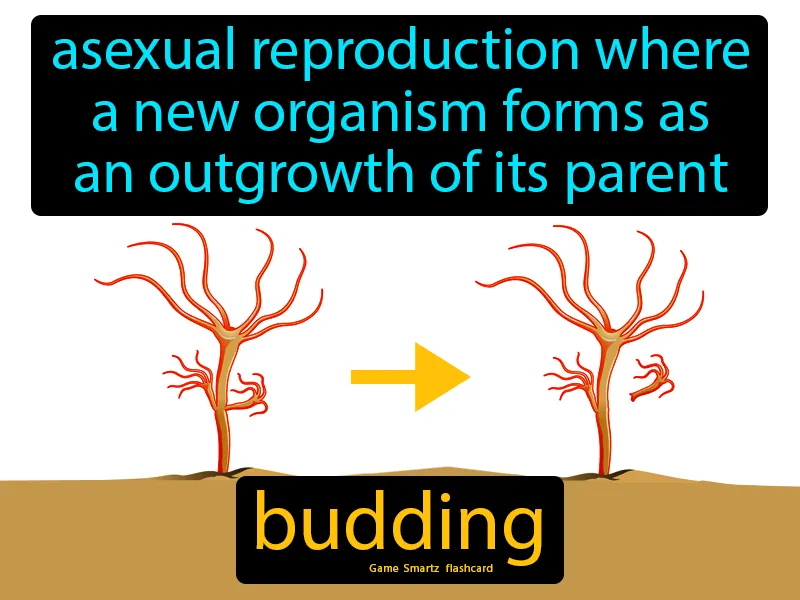 asexual reproduction where
a new organism forms as
an outgrowth of its parent
budding
Game Smartz flashcard